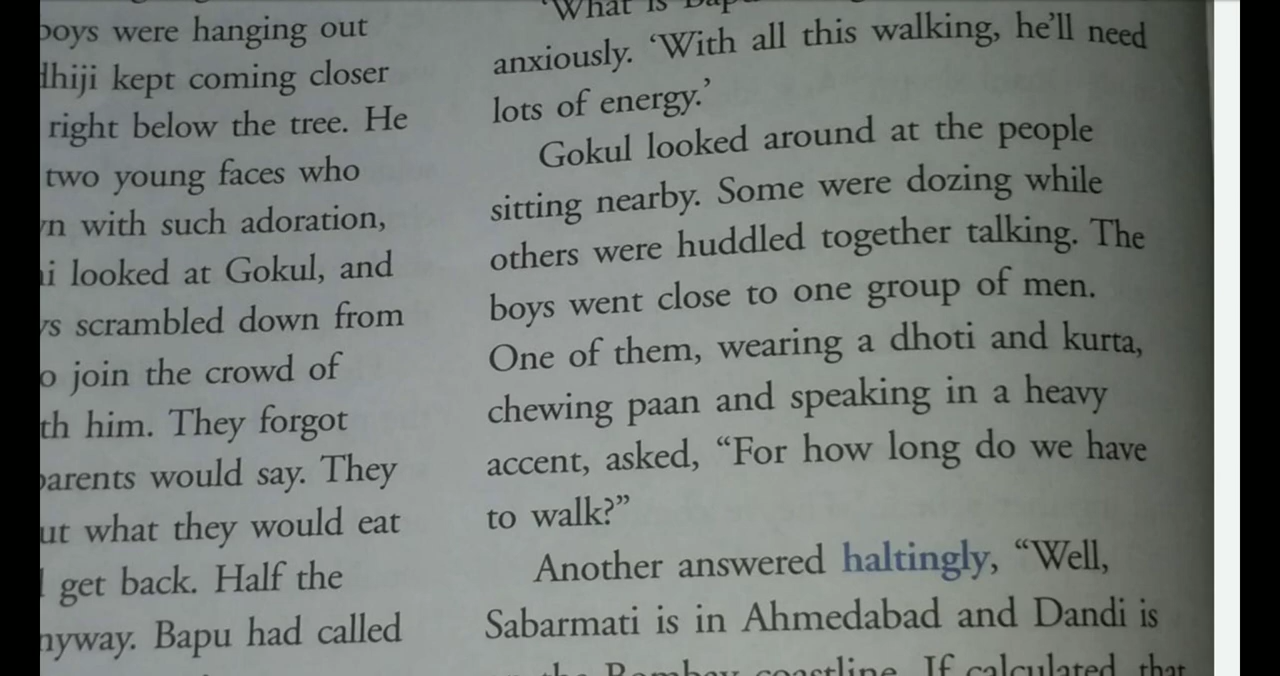 boys were hanging out
dhiji kept coming closer
right below the tree. He
two young faces who
with such adoration,
looked at Gokul, and
scrambled down from
join the crowd of
him. They forgot
parents would say. They
what they would eat
get back. Half the
Bapu had called
‘What is
anxiously. ‘With all this walking, he’ll need
lots of energy.’
Gokul looked around at the people
sitting nearby. Some were dozing while
others were huddled together talking. The
boys went close to one group of men.
One of them, wearing a dhoti and kurta,
chewing paan and speaking in a heavy
accent, asked, “For how long do we have
to walk?”
Another answered haltingly, “Well,
Sabarmati is in Ahmedabad and Dandi is
the Bombay coastline. If calculated, that